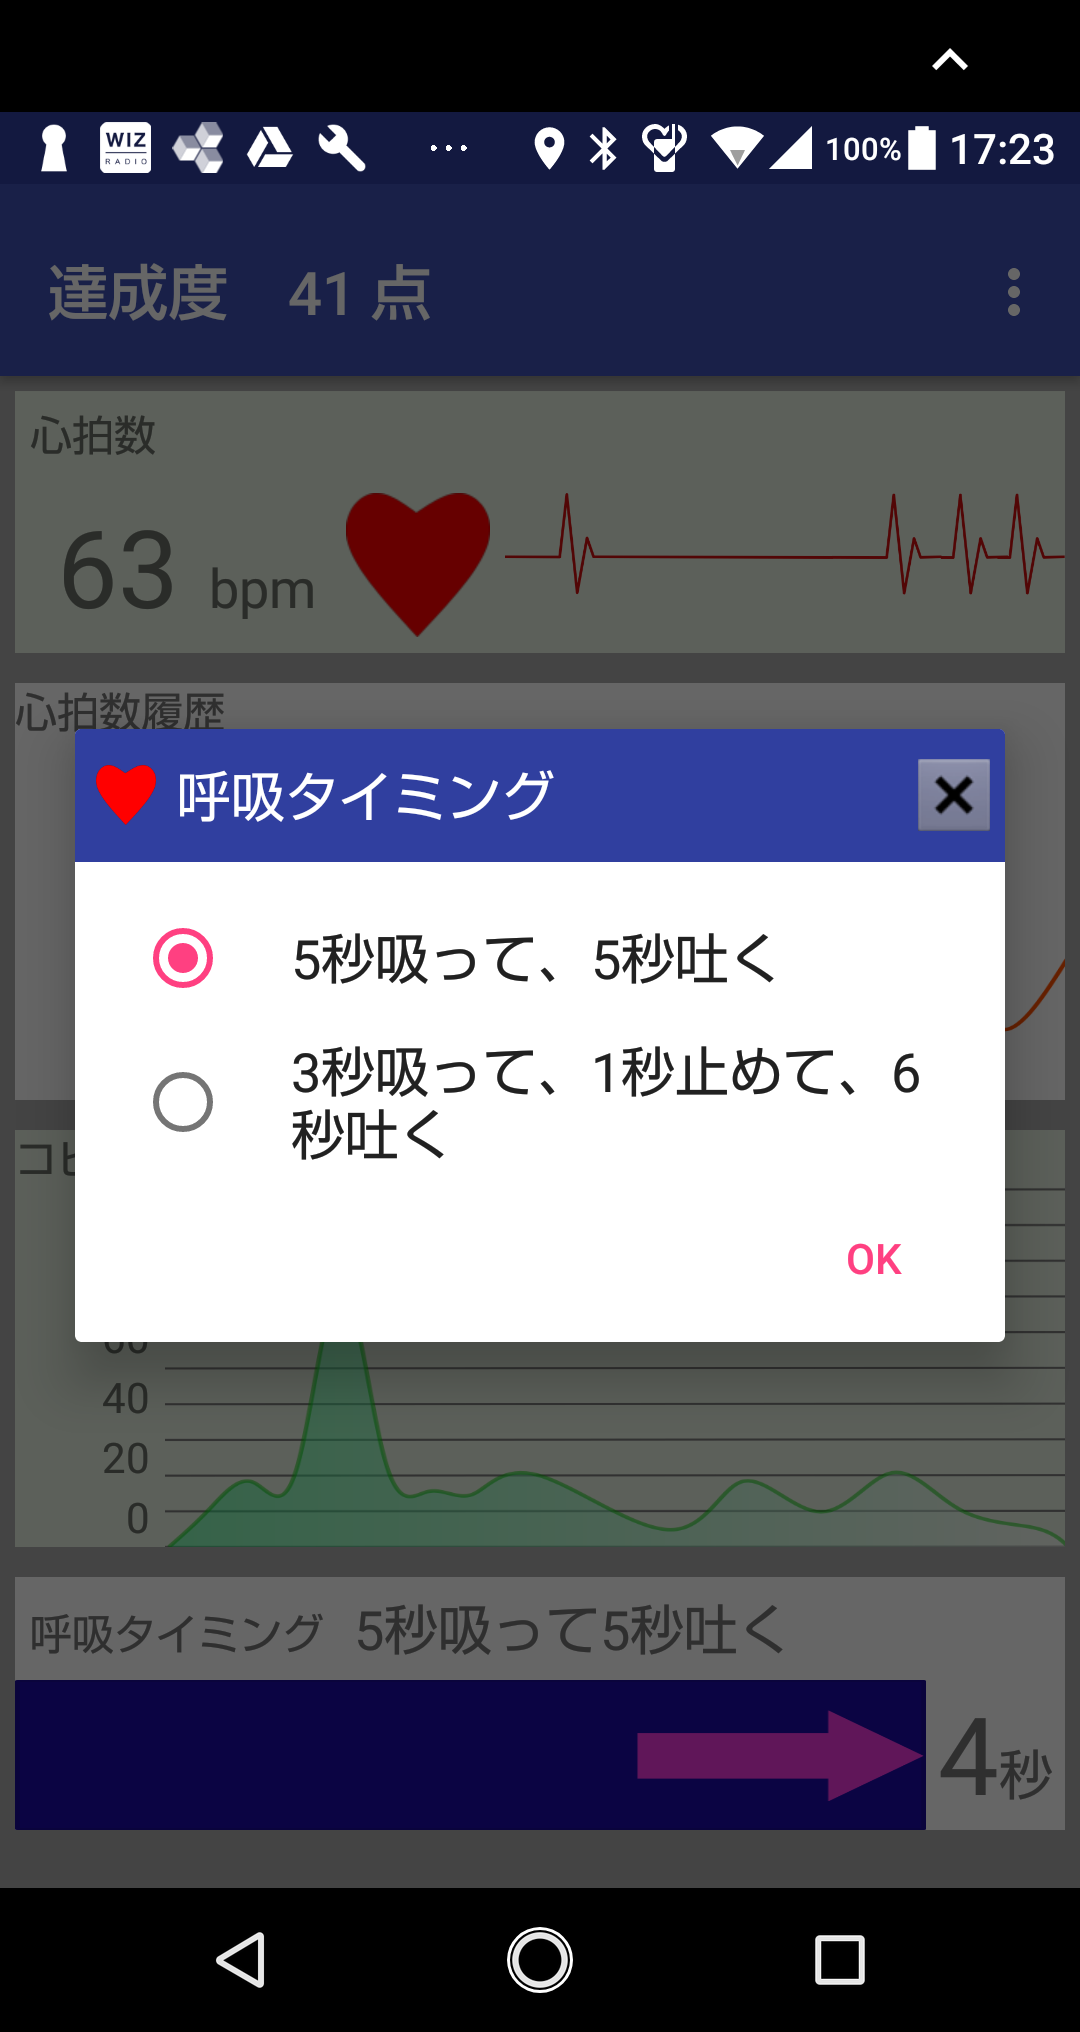 WIZ
RADIO
100%
17:23
達成度　41 点
心拍数
63 bpm
心拍数履歴
呼吸タイミング
5秒吸って、5秒吐く
3秒吸って、1秒止めて、6
秒吐く
OK
コヒ
60
40
20
0
呼吸タイミング 5秒吸って5秒吐く
4秒